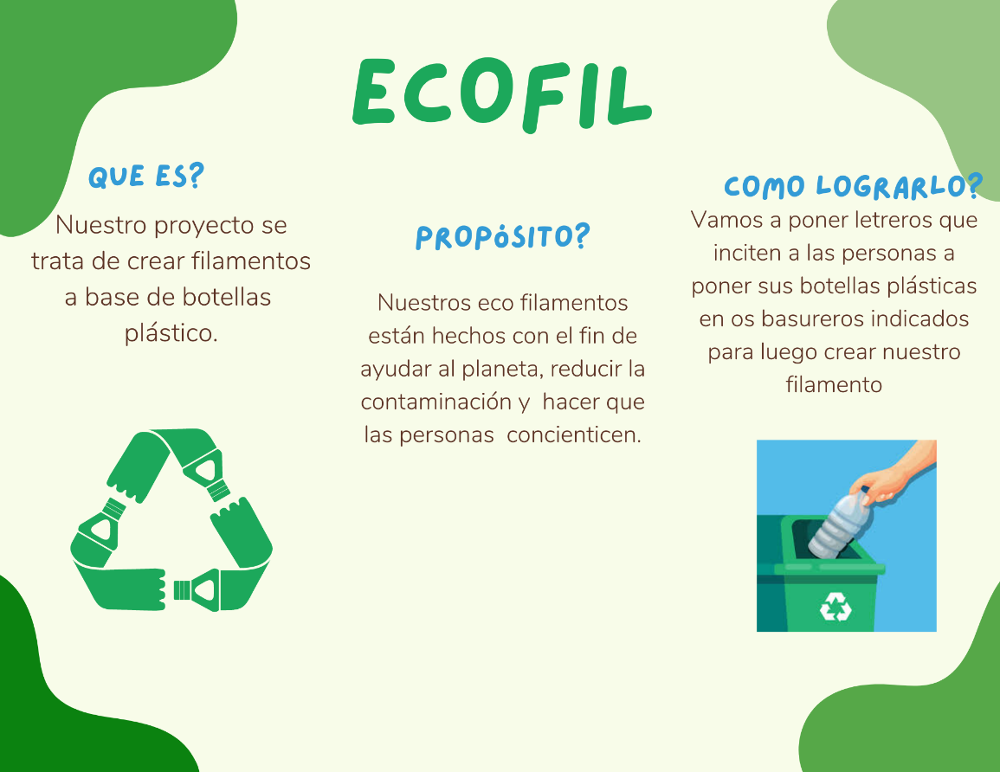 ECOFIL
QUE ES?
Nuestro proyecto se
trata de crear filamentos
a base de botellas
plástico.
PROPóSITO?
Nuestros eco filamentos
están hechos con el fin de
ayudar al planeta, reducir la
contaminación y  hacer que
las personas  concienticen.
COMO LOGRARLO?
Vamos a poner letreros que
inciten a las personas a
poner sus botellas plásticas
en os basureros indicados
para luego crear nuestro
filamento